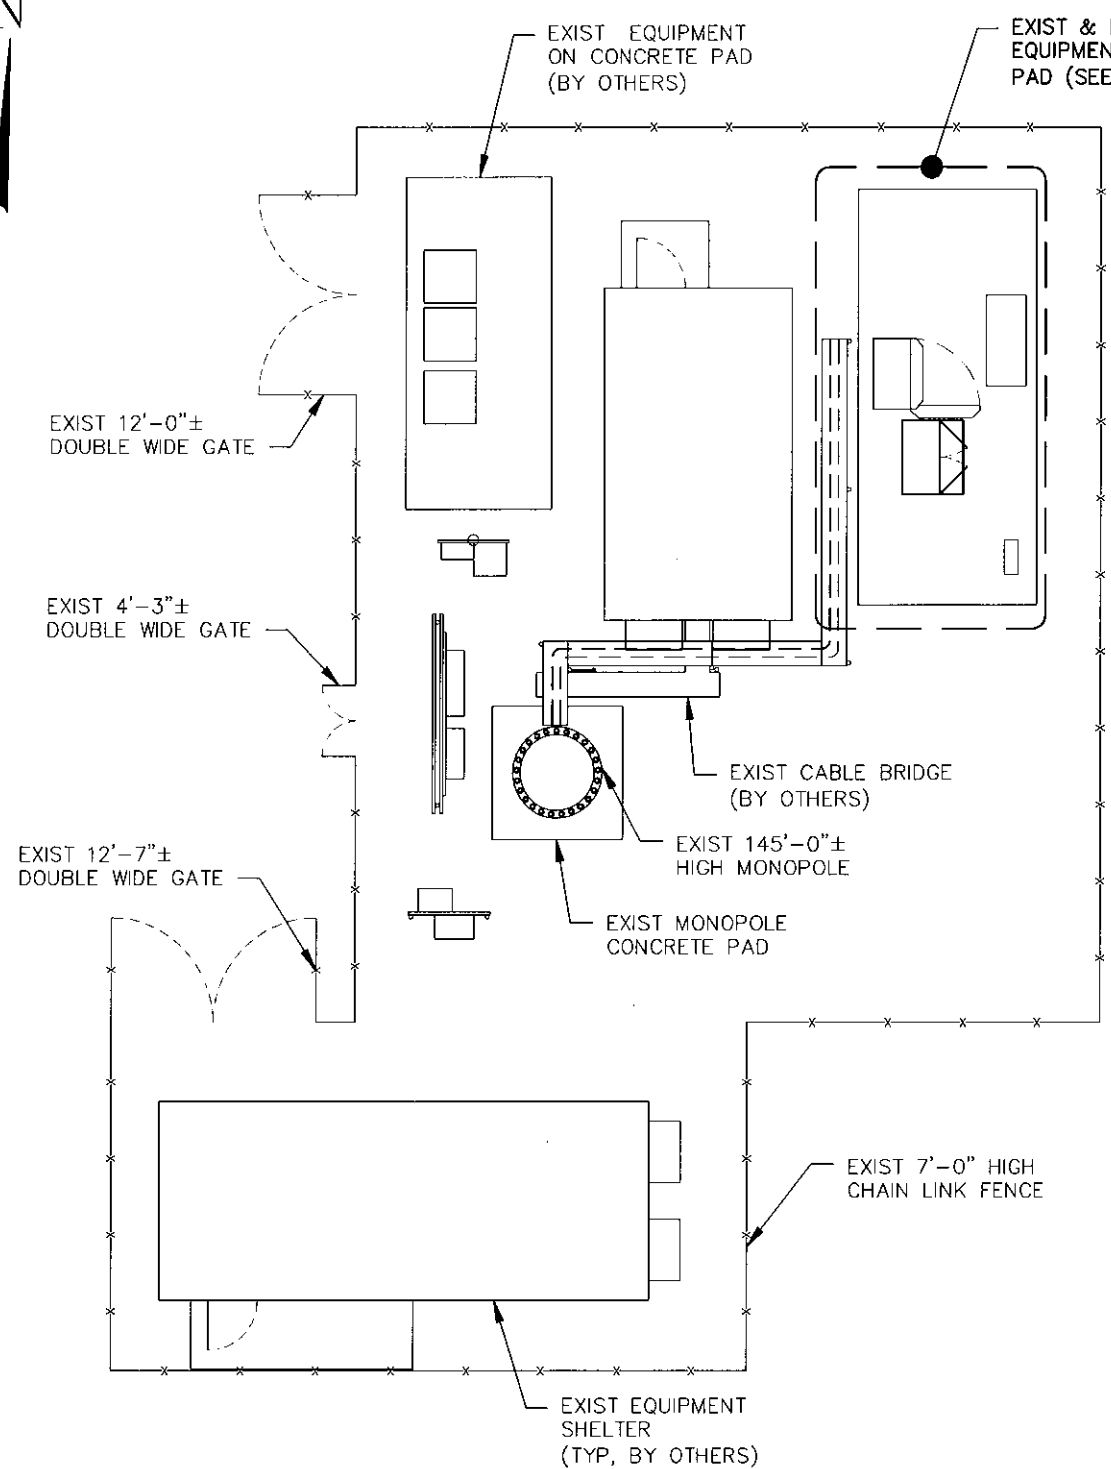 N
EXIST EQUIPMENT
ON CONCRETE PAD
(BY OTHERS)
EXIST &
EQUIPMEN
PAD (SEE
EXIST 12'-0"±
DOUBLE WIDE GATE
EXIST 4'-3"±
DOUBLE WIDE GATE
EXIST CABLE BRIDGE
(BY OTHERS)
EXIST 145'-0"±
HIGH MONOPOLE
EXIST 12'-7"±
DOUBLE WIDE GATE
EXIST MONOPOLE
CONCRETE PAD
EXIST 7'-0" HIGH
CHAIN LINK FENCE
EXIST EQUIPMENT
SHELTER
(TYP, BY OTHERS)